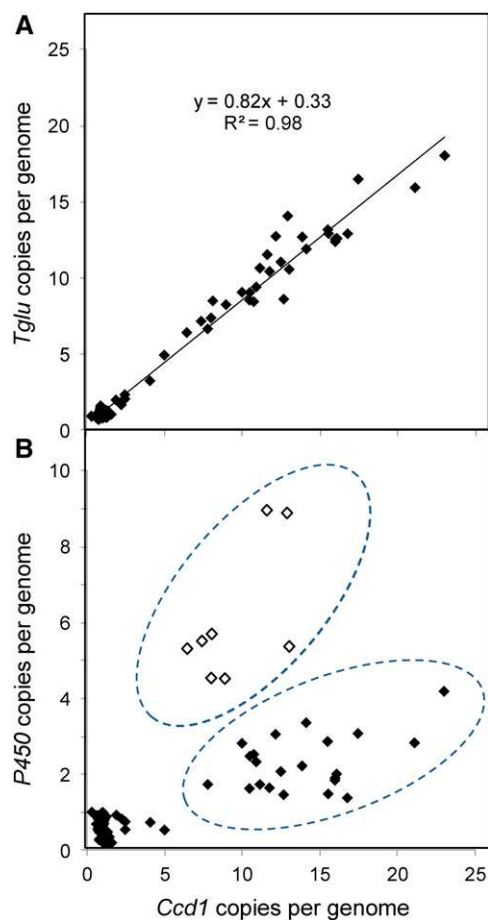 A
Tglu copies per genome
25
20
15
10
5
0
y = 0.82x + 0.33
R² = 0.98
B
P450 copies per genome
10
8
6
4
2
0
0 5 10 15 20 25
Ccd1 copies per genome